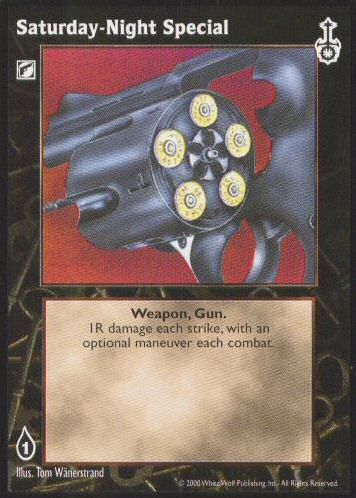 Saturday-Night Special
Weapon, Gun.
1R damage each strike, with an
optional maneuver each combat.
1
Illus. Tom Wänerstrand
© 2000 White Wolf Publishing, Inc. All Rights Reserved.